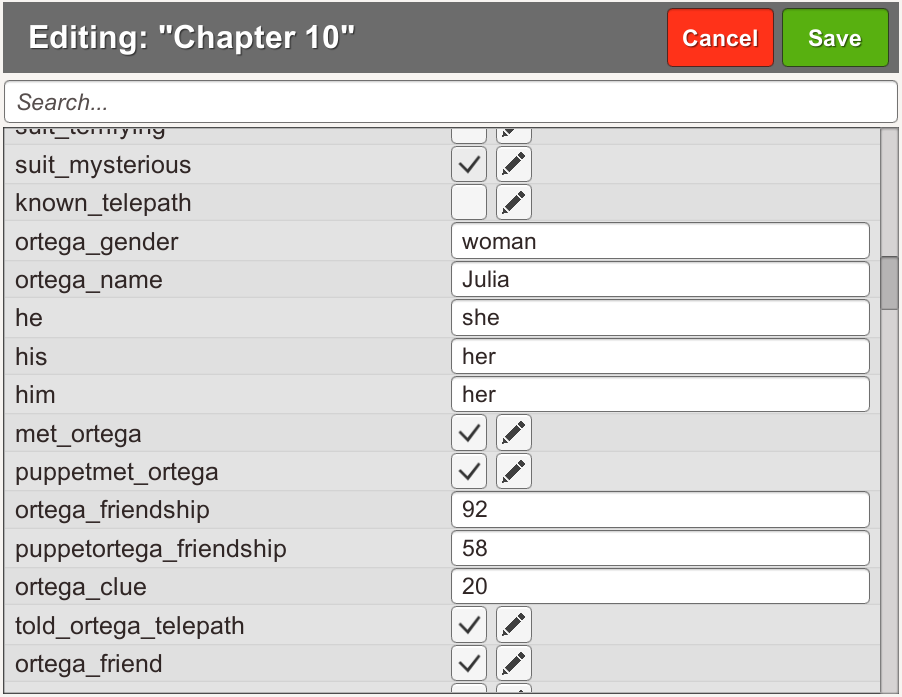 Editing: "Chapter 10"
Cancel
Save
Search...
suit_terrifying
suit_mysterious
known_telepath
ortega_gender woman
ortega_name Julia
he she
his her
him her
met_ortega
puppetmet_ortega
ortega_friendship 92
puppetortega_friendship 58
ortega_clue 20
told_ortega_telepath
ortega_friend